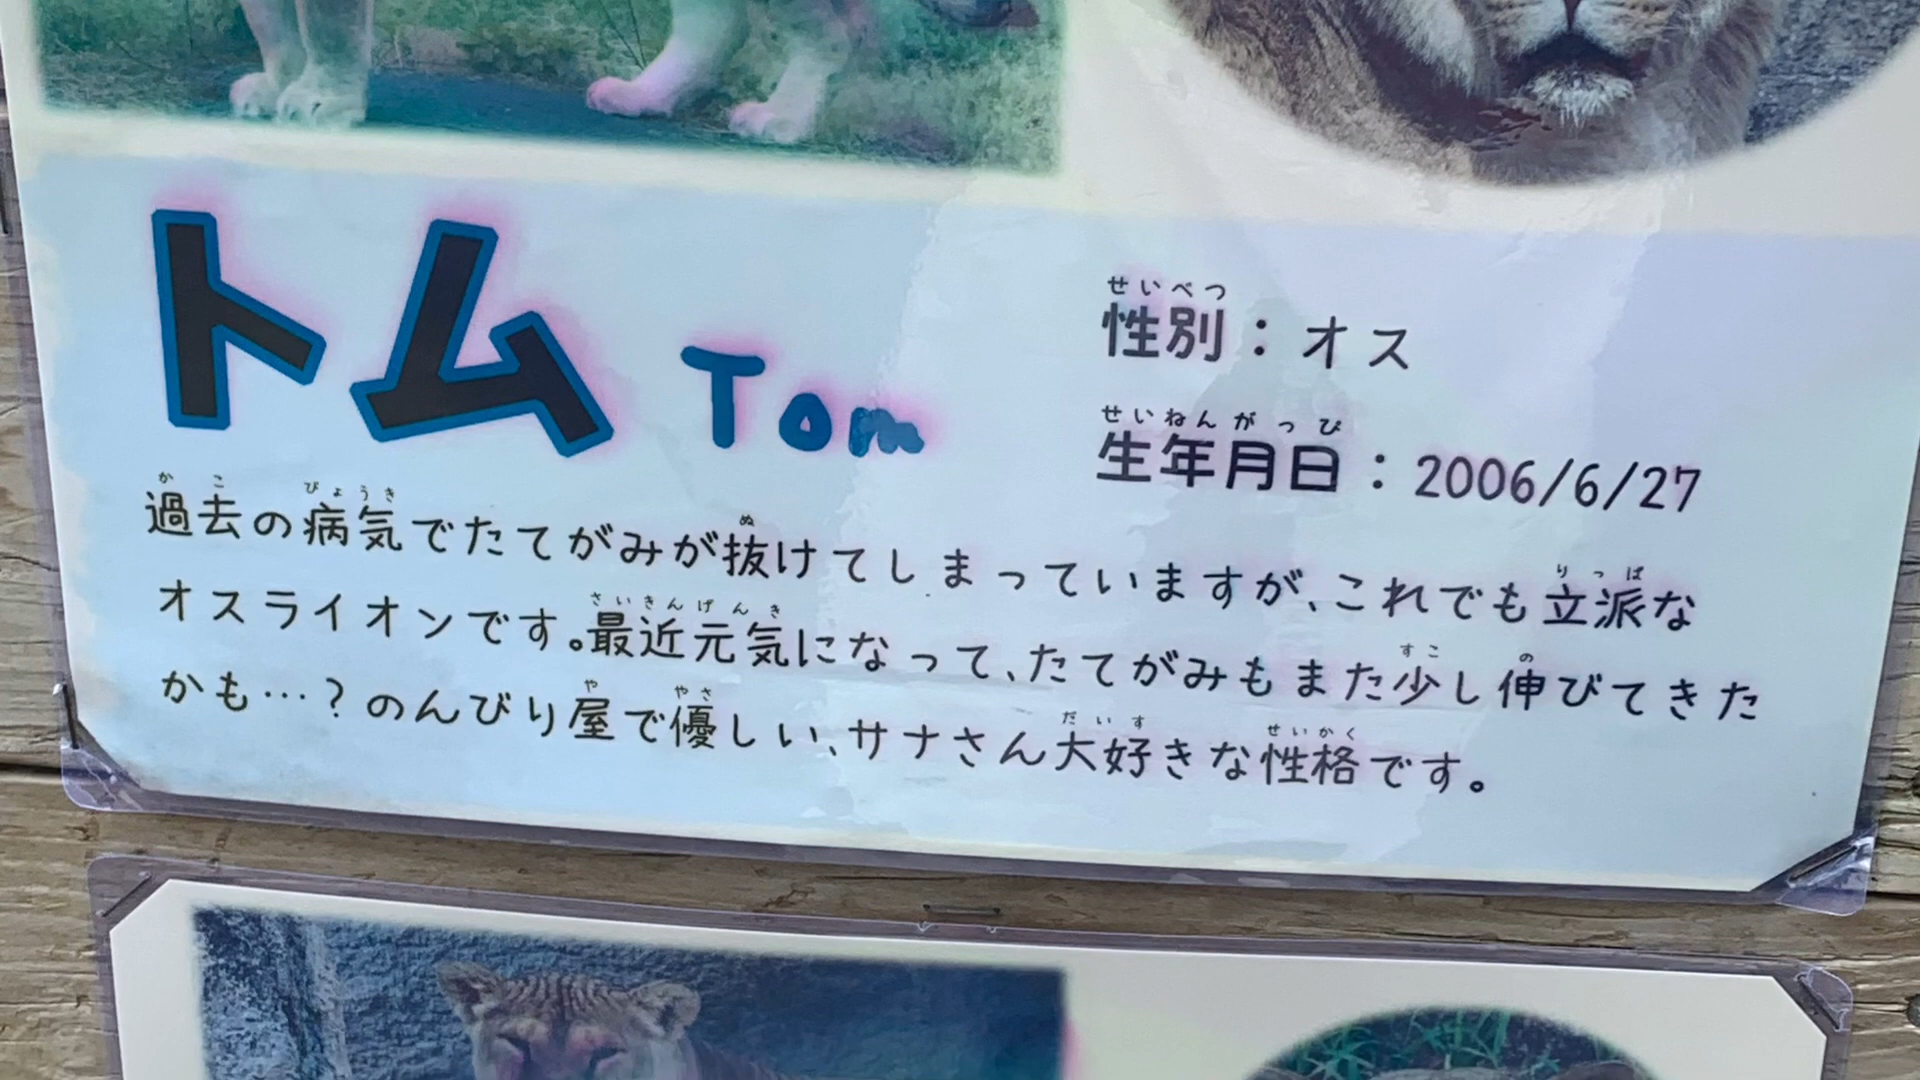 トム Tom
せいべつ
性別：オス
せいねんがっぴ
生年月日：2006/6/27
かこ びょうき ぬ りっぱ
過去の病気でたてがみが抜けてしまっていますが、これでも立派な
さいきんげんき すこ の
オスライオンです。最近元気になって、たてがみもまた少し伸びてきた
や やさ だいす せいかく
かも…？のんびり屋で優しい、サナさん大好きな性格です。